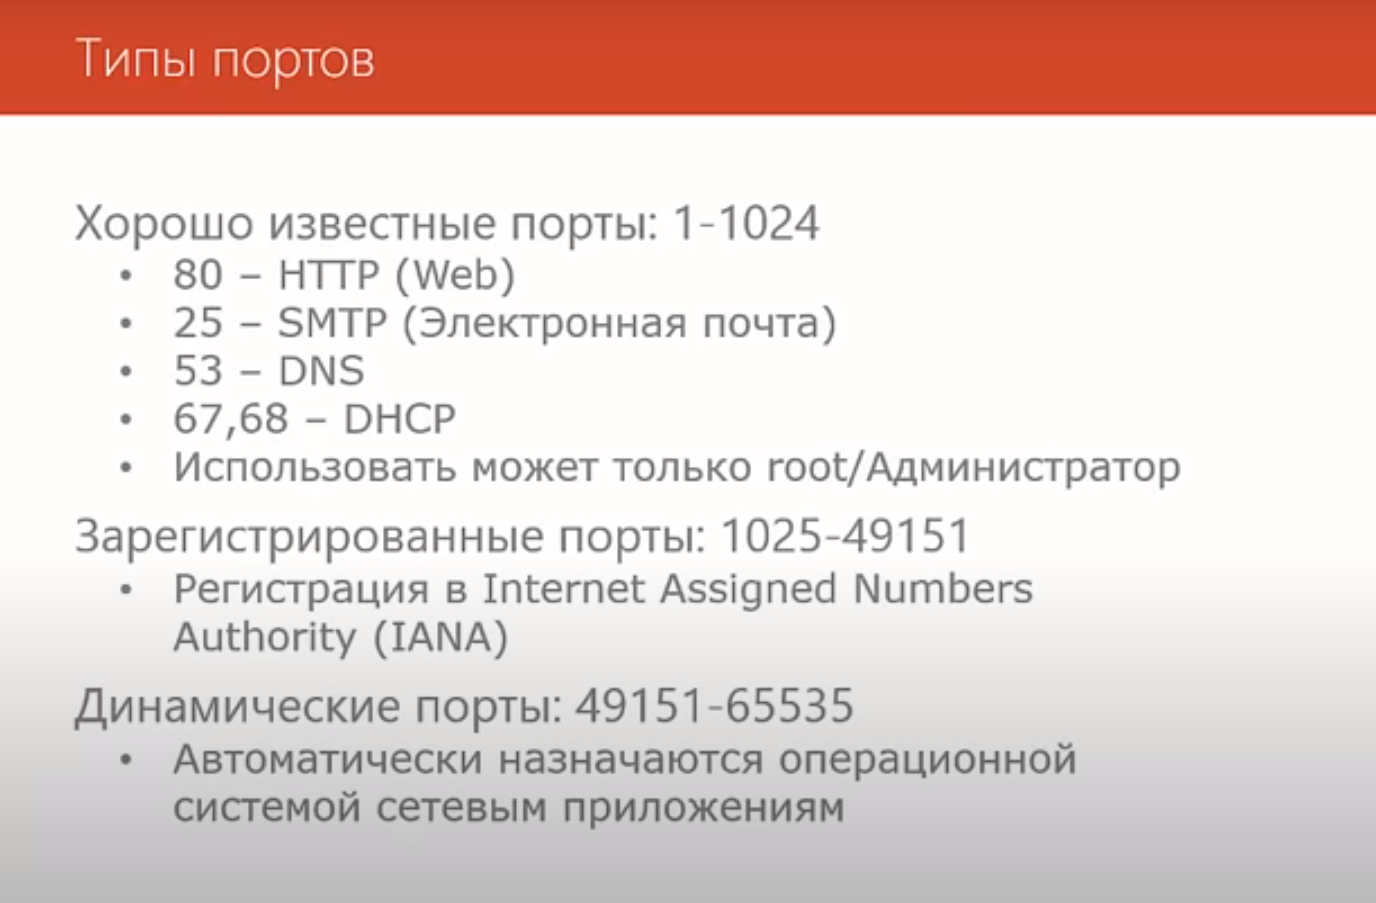 Типы портов
Хорошо известные порты: 1-1024
• 80 – HTTP (Web)
• 25 – SMTP (Электронная почта)
• 53 – DNS
• 67,68 – DHCP
• Использовать может только root/Администратор
Зарегистрированные порты: 1025-49151
• Регистрация в Internet Assigned Numbers
Authority (IANA)
Динамические порты: 49151-65535
• Автоматически назначаются операционной
системой сетевым приложениям